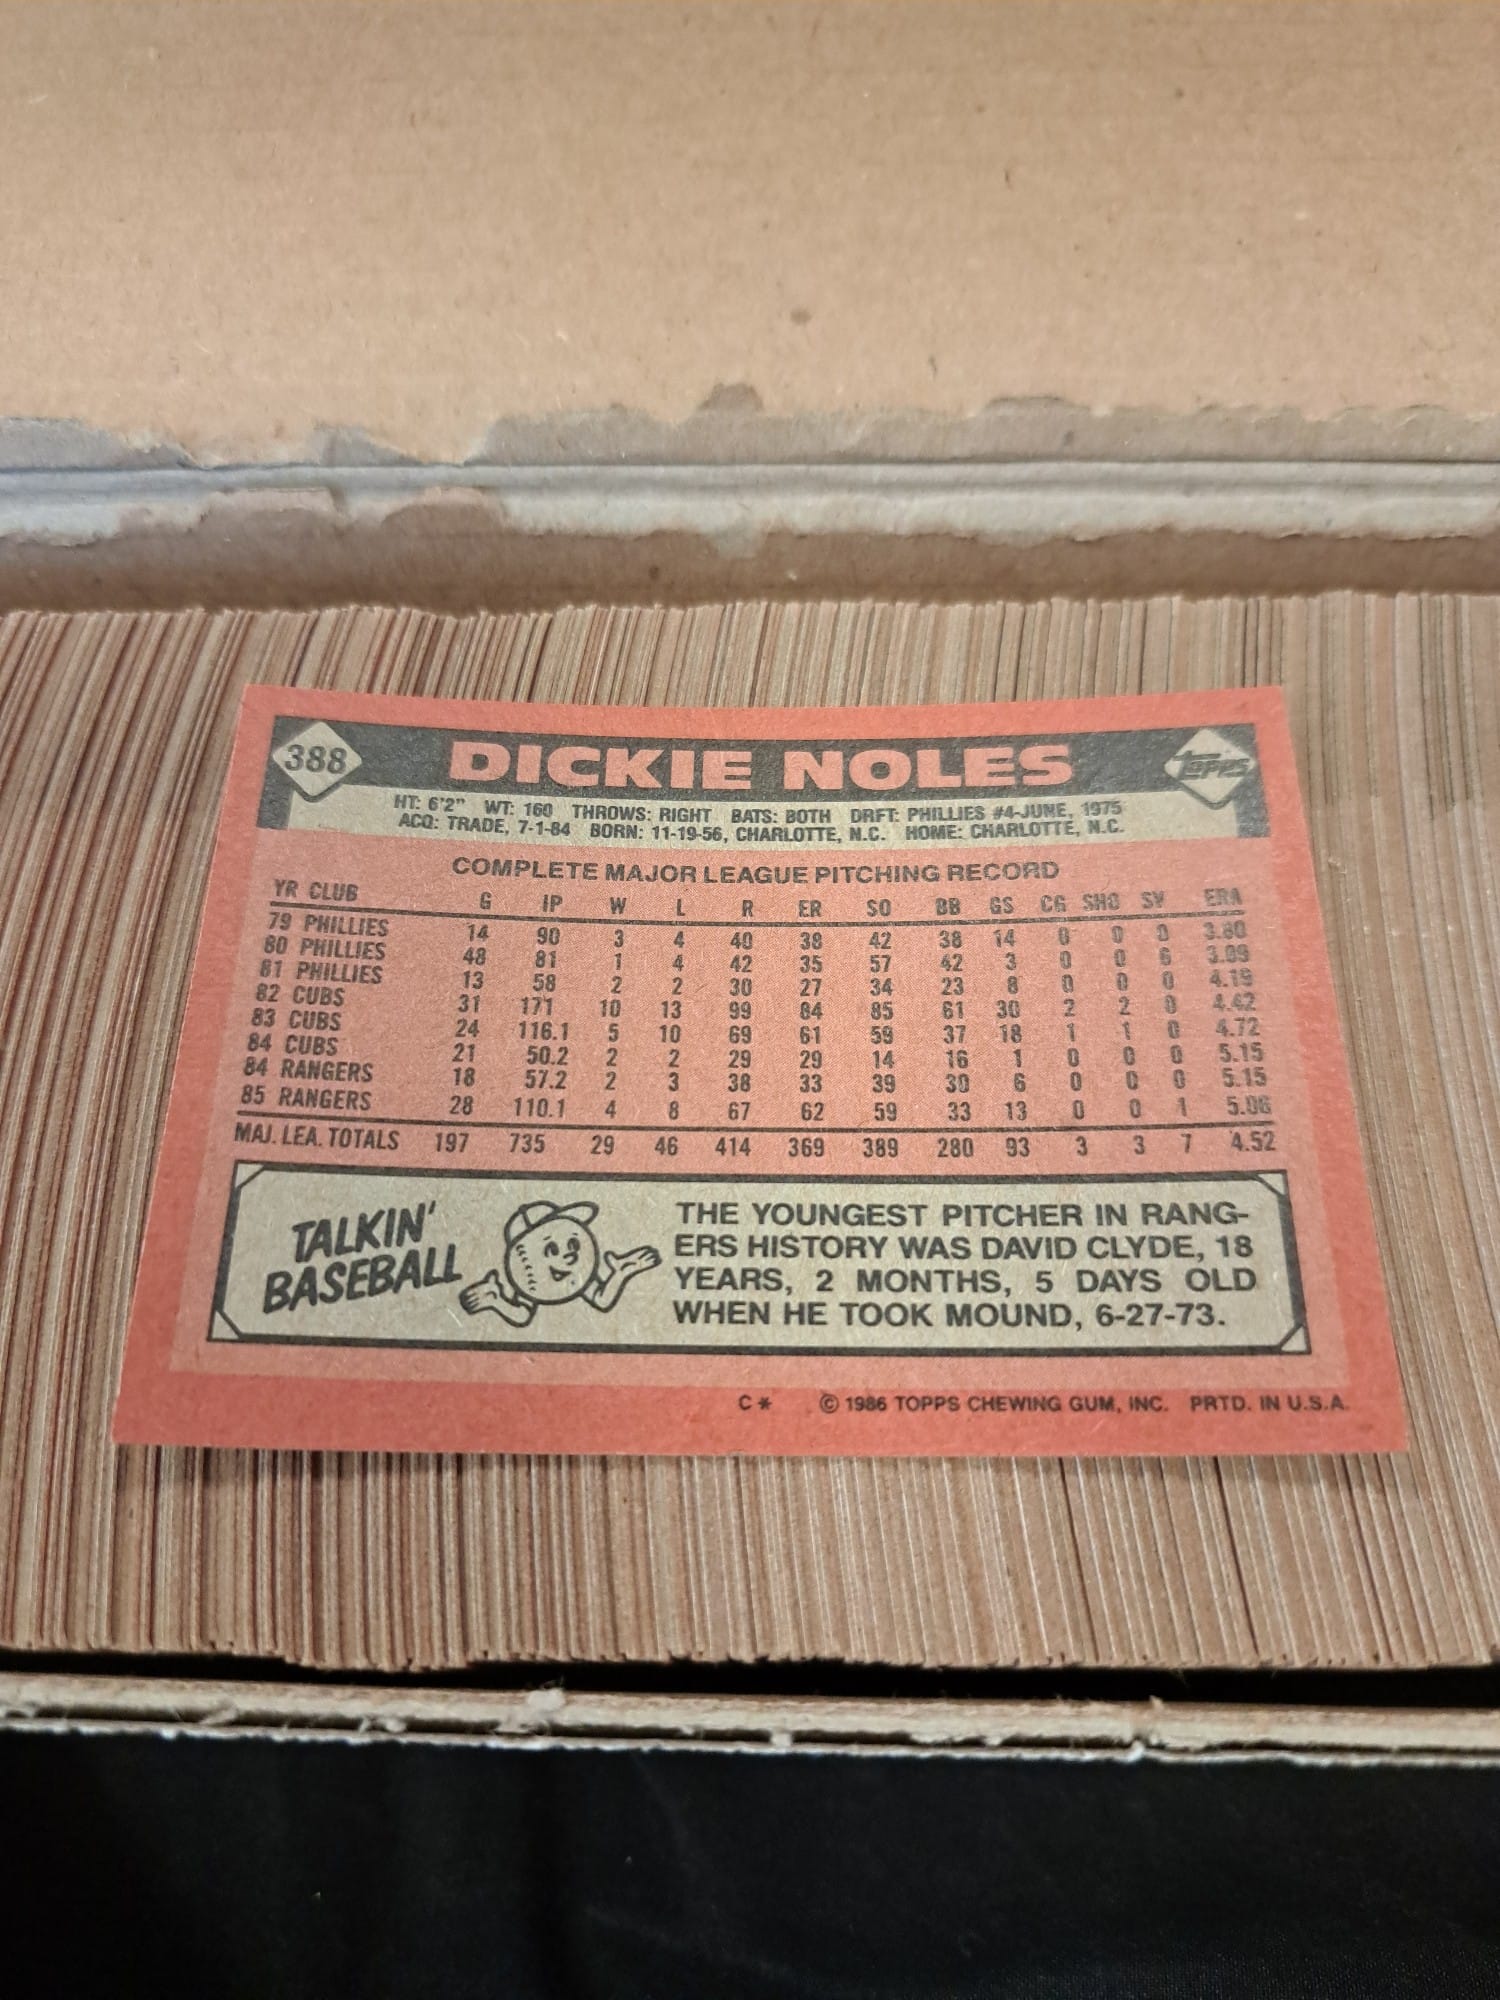 388 DICKIE NOLES TOPPS
HT: 6'2" WT: 160 THROWS: RIGHT BATS: BOTH DRFT: PHILLIES #4-JUNE, 1975
ACQ: TRADE, 7-1-84 BORN: 11-19-56, CHARLOTTE, N.C. HOME: CHARLOTTE, N.C.
COMPLETE MAJOR LEAGUE PITCHING RECORD
YR CLUB G IP W L R ER SO BB GS CG SHO SV ERA
79 PHILLIES 14 90 3 4 40 38 42 38 14 0 0 0 3.80
80 PHILLIES 48 81 1 4 42 35 57 42 3 0 0 6 3.89
81 PHILLIES 13 58 2 2 30 27 34 23 8 0 0 0 4.19
82 CUBS 31 171 10 13 99 84 85 61 30 2 2 0 4.42
83 CUBS 24 116.1 5 10 69 61 59 37 18 1 1 0 4.72
84 CUBS 21 50.2 2 2 29 29 14 16 1 0 0 0 5.15
84 RANGERS 18 57.2 2 3 38 33 39 30 6 0 0 0 5.15
85 RANGERS 28 110.1 4 8 67 62 59 33 13 0 0 1 5.06
MAJ. LEA. TOTALS 197 735 29 46 414 369 389 280 93 3 3 7 4.52
TALKIN'
BASEBALL
THE YOUNGEST PITCHER IN RANG-
ERS HISTORY WAS DAVID CLYDE, 18
YEARS, 2 MONTHS, 5 DAYS OLD
WHEN HE TOOK MOUND, 6-27-73.
C* © 1986 TOPPS CHEWING GUM, INC. PRTD. IN U.S.A.